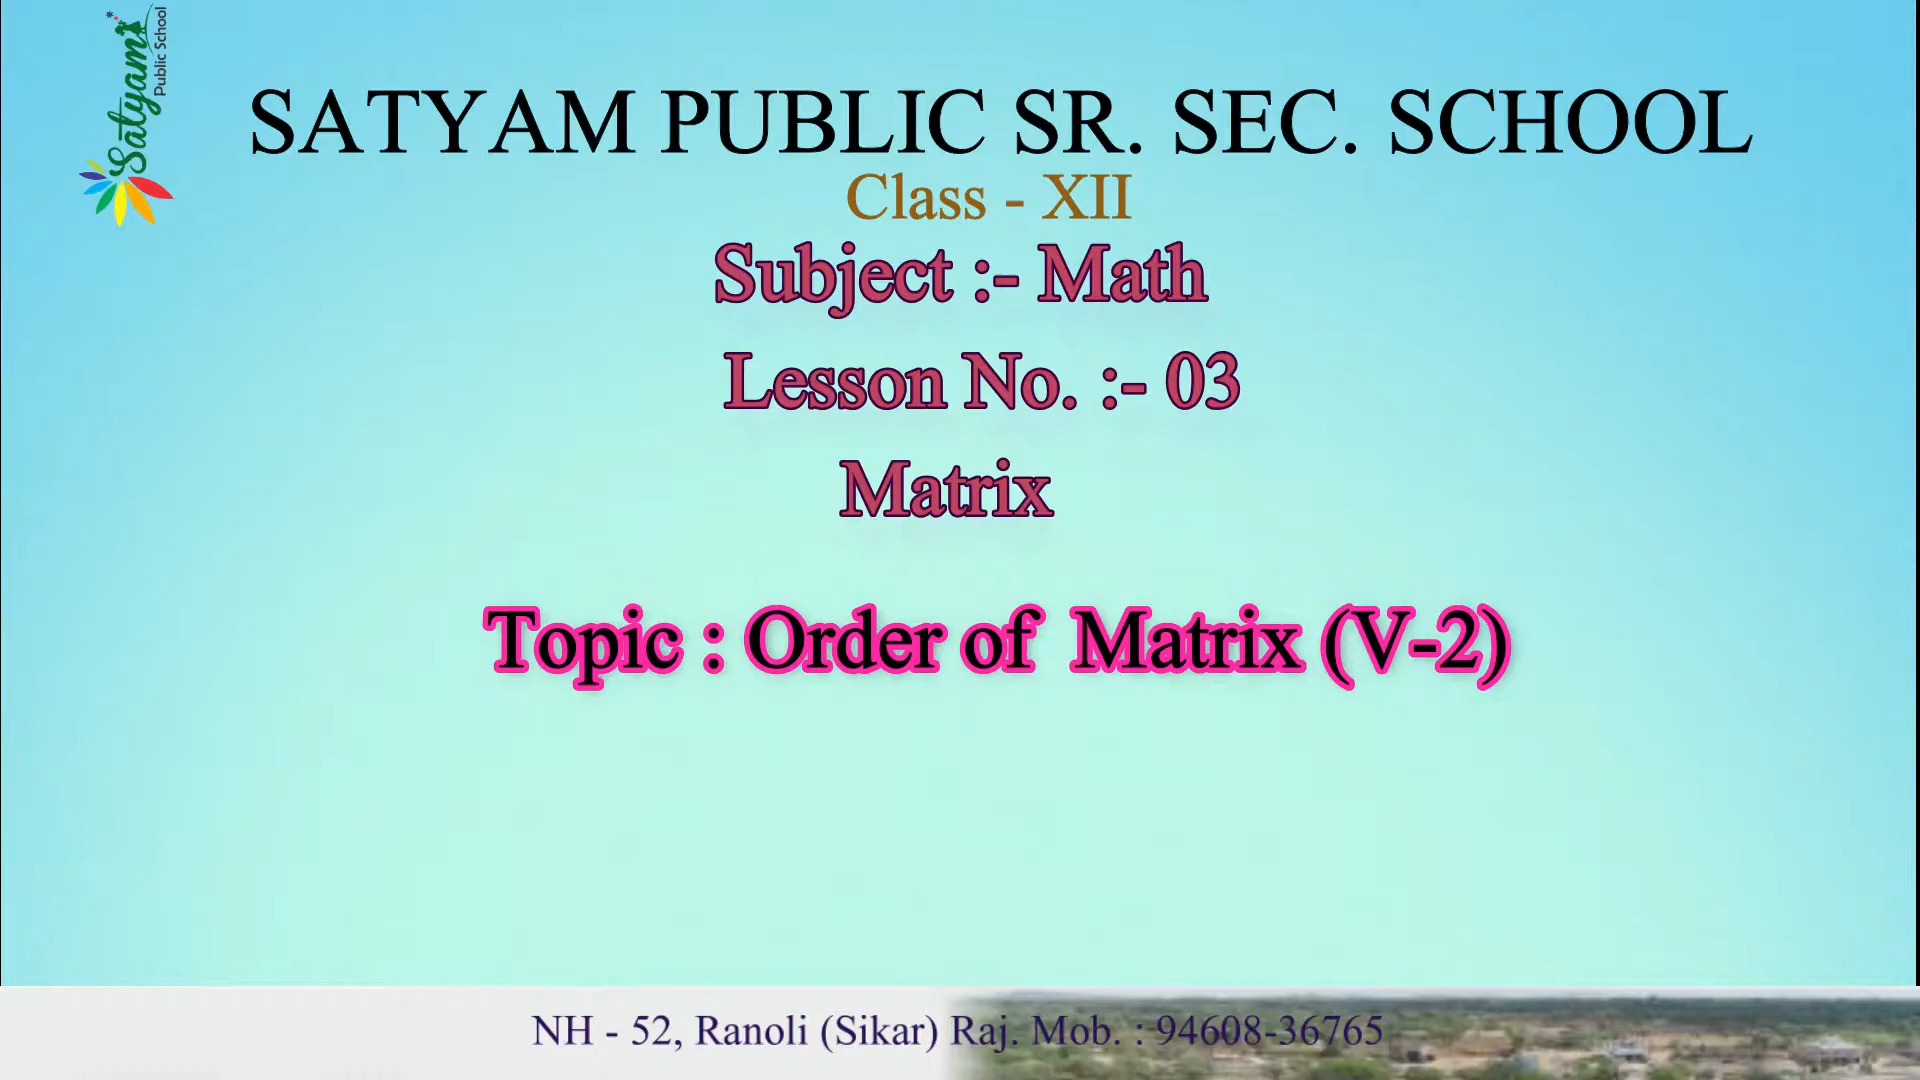 Satyam
Public School
SATYAM PUBLIC SR. SEC. SCHOOL
Class - XII
Subject :- Math
Lesson No. :- 03
Matrix
Topic : Order of Matrix (V-2)
NH - 52, Ranoli (Sikar) Raj. Mob. : 94608-36765